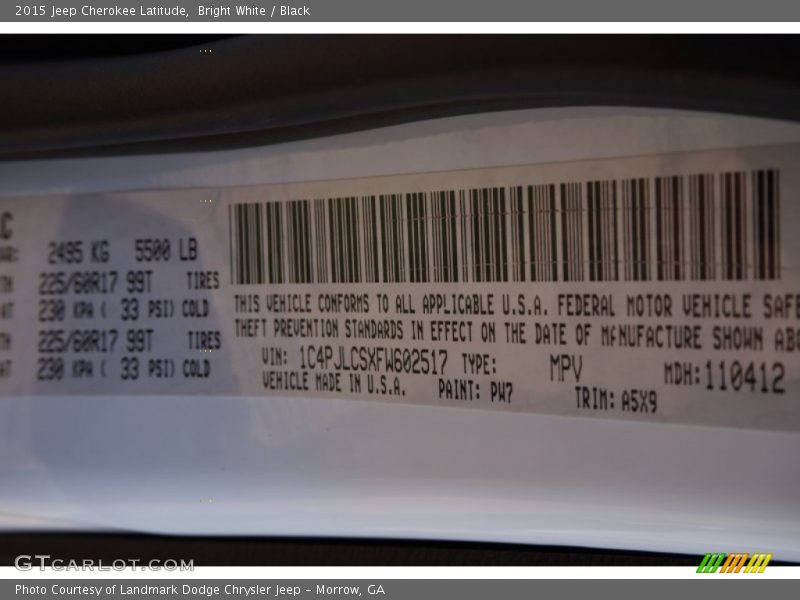 2015 Jeep Cherokee Latitude, Bright White / Black
2495 KG 5500 LB
225/60R17 99T TIRES
230 KPA ( 33 PSI) COLD
225/60R17 99T TIRES
230 KPA ( 33 PSI) COLD
THIS VEHICLE CONFORMS TO ALL APPLICABLE U.S.A. FEDERAL MOTOR VEHICLE SAFE
THEFT PREVENTION STANDARDS IN EFFECT ON THE DATE OF MANUFACTURE SHOWN ABO
VIN: 1C4PJLCSXFW602517 TYPE: MPV MDH:110412
VEHICLE MADE IN U.S.A. PAINT: PW7 TRIM: A5X9
GTCARLOT.COM
Photo Courtesy of Landmark Dodge Chrysler Jeep – Morrow, GA